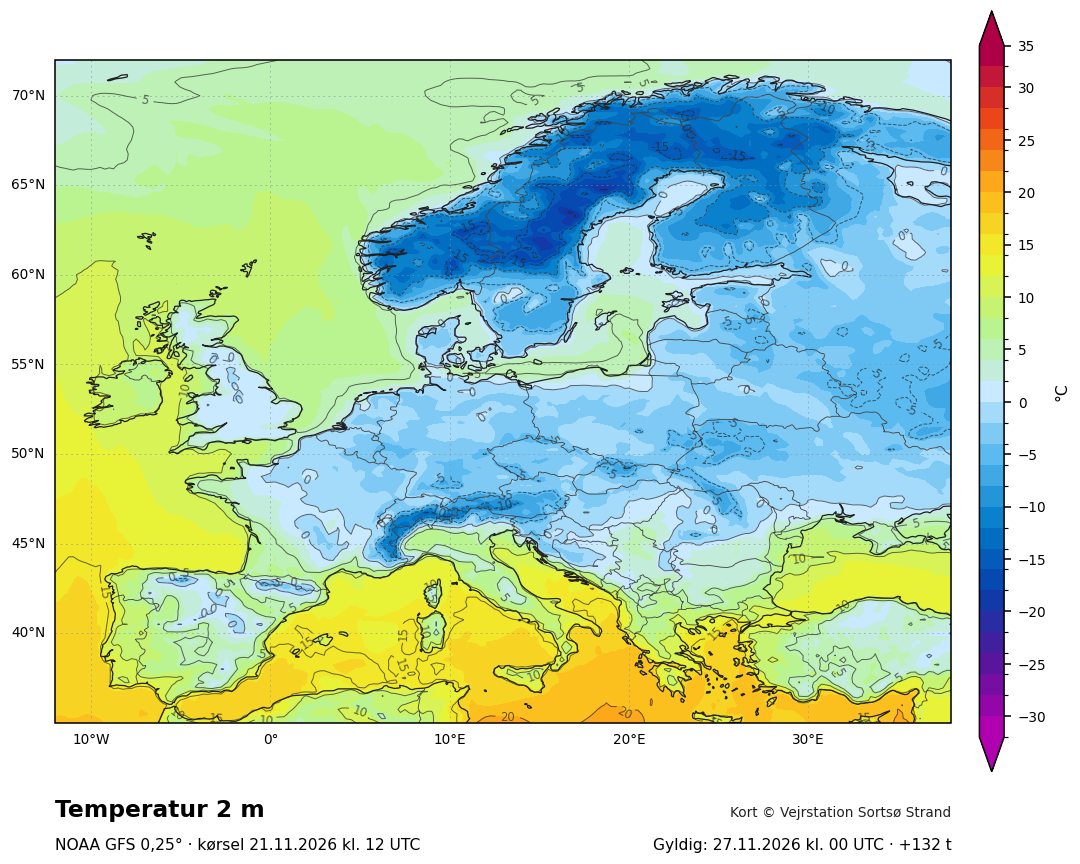 70°N
65°N
60°N
55°N
50°N
45°N
40°N
10°W
0°
10°E
20°E
30°E
35
30
25
20
15
10
5
0
−5
−10
−15
−20
−25
−30
°C
Temperatur 2 m
Kort © Vejrstation Sortsø Strand
NOAA GFS 0,25° · kørsel 21.11.2026 kl. 12 UTC
Gyldig: 27.11.2026 kl. 00 UTC · +132 t